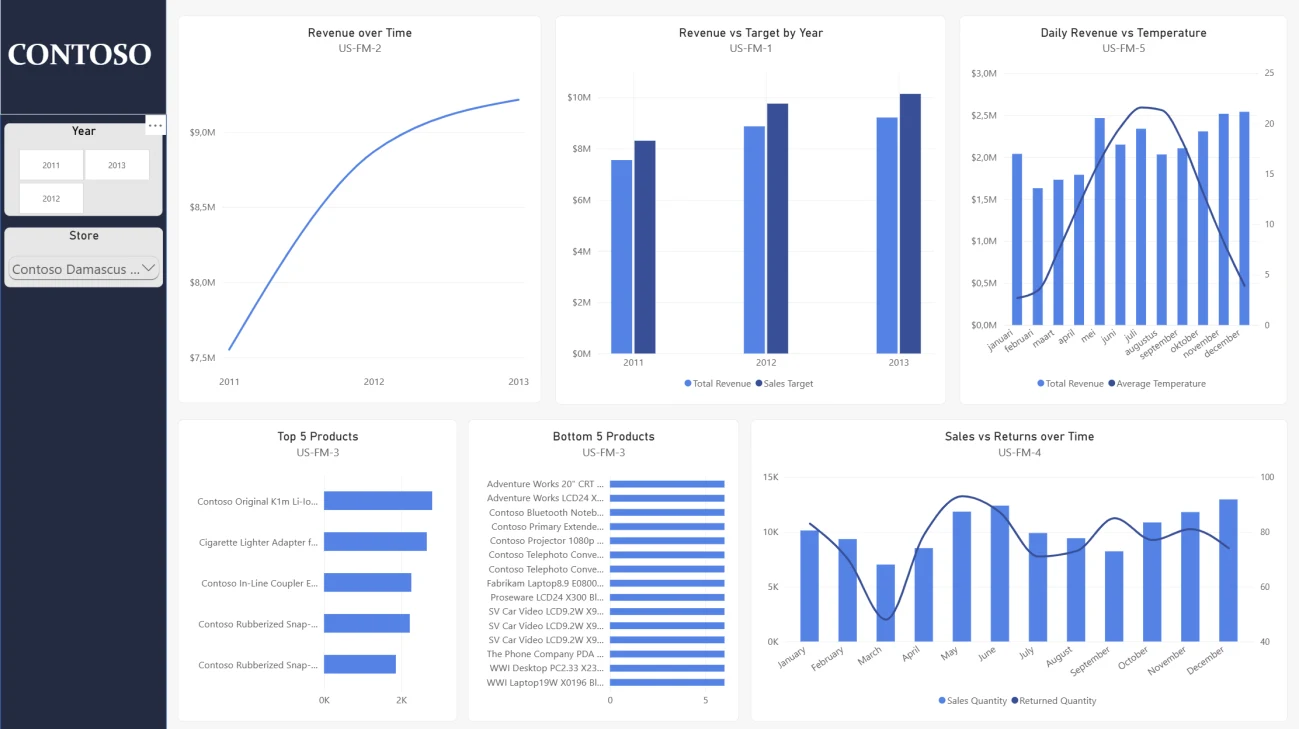 CONTOSO
Year
2011
2013
2012
Store
Contoso Damascus ...
Revenue over Time
US-FM-2
$9,0M
$8,5M
$8,0M
$7,5M
2011
2012
2013
Revenue vs Target by Year
US-FM-1
$10M
$8M
$6M
$4M
$2M
$0M
2011
2012
2013
Total Revenue
Sales Target
Daily Revenue vs Temperature
US-FM-5
$3,0M
$2,5M
$2,0M
$1,5M
$1,0M
$0,5M
$0,0M
25
20
15
10
5
0
januari
februari
maart
april
mei
juni
juli
augustus
september
oktober
november
december
Total Revenue
Average Temperature
Top 5 Products
US-FM-3
Contoso Original K1m Li-Io...
Cigarette Lighter Adapter f...
Contoso In-Line Coupler E...
Contoso Rubberized Snap-...
Contoso Rubberized Snap-...
0K
2K
Bottom 5 Products
US-FM-3
Adventure Works 20" CRT ...
Adventure Works LCD24 X...
Contoso Bluetooth Noteb...
Contoso Primary Extende...
Contoso Projector 1080p ...
Contoso Telephoto Conve...
Contoso Telephoto Conve...
Fabrikam Laptop8.9 E0800...
Proseware LCD24 X300 Bl...
SV Car Video LCD9.2W X9...
SV Car Video LCD9.2W X9...
SV Car Video LCD9.2W X9...
The Phone Company PDA ...
WWI Desktop PC2.33 X23...
WWI Laptop19W X0196 Bl...
0
5
Sales vs Returns over Time
US-FM-4
15K
10K
5K
0K
100
80
60
40
January
February
March
April
May
June
July
August
September
October
November
December
Sales Quantity
Returned Quantity